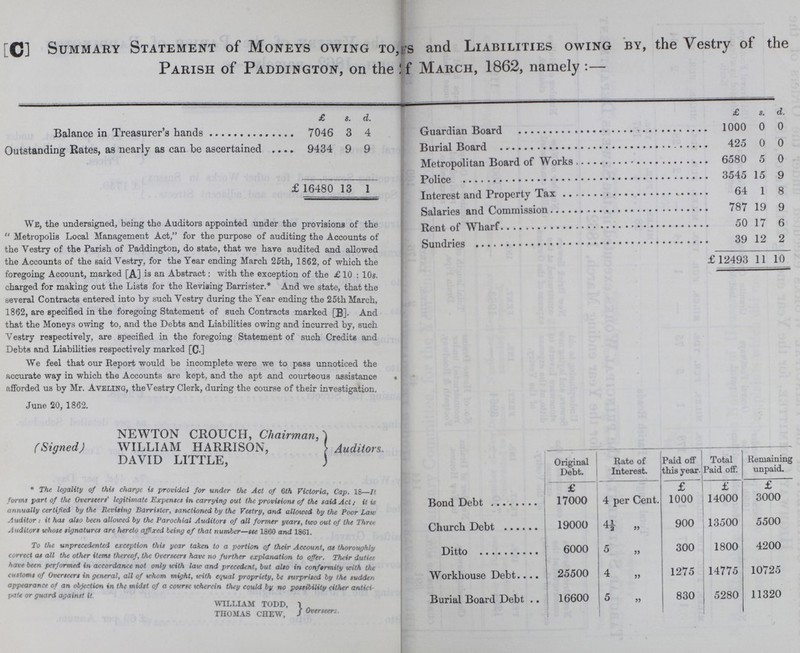 [C] SUMMARY STATEMENT OF MONEYS OWING TO, s and LIABILITIES OWING BY, the Vestry of the
PARISH OF PADDINGTON, on the f MARCH, 1862, namely :—
£ s. d.
Balance in Treasurer's hands .............. 7046 3 4
Outstanding Rates, as nearly as can be ascertained .... 9434 9 9
£ 16480 13 1
WE, the undersigned, being the Auditors appointed under the provisions of the
" Metropolis Local Management Act," for the purpose of auditing the Accounts of
the Vestry of the Parish of Paddington, do state, that we have audited and allowed
the Accounts of the said Vestry, for the Year ending March 25th, 1862, of which the
foregoing Account, marked [A] is an Abstract : with the exception of the £10 : 10s.
charged for making out the Lists for the Revising Barrister.* And we state, that the
several Contracts entered into by such Vestry during the Year ending the 25th March,
1862, are specified in the foregoing Statement of such Contracts marked [B]. And
that the Moneys owing to, and the Debts and Liabilities owing and incurred by, such
Vestry respectively, are specified in the foregoing Statement of such Credits and
Debts and Liabilities respectively marked [C.]
We feel that our Report would be incomplete were we to pass unnoticed the
accurate way in which the Accounts are kept, and the apt and courteous assistance
afforded us by Mr. AVELING, theVestry Clerk, during the course of their investigation.
June 20, 1862.
(Signed)
NEWTON CROUCH, Chairman,
WILLIAM HARRISON,
DAVID LITTLE,
} Auditors.
* The legality of this charge is provided for under the Act of 6th Victoria, Cap. 18—It
forms part of the Overseers' legitimate Expenses in carrying out the provisions of the said Act; it is
annually certified by the Revising Barrister, sanctioned by the Vestry, and allowed by the Poor Law
Auditor; it has also been allowed by the Parochial Auditors of all former years, two out of the Three
Auditors whose signatures are hereto affixed being of that number—see 1860 and 1861.
To the unprecedented exception this year taken to a portion of their Account, as thoroughly
correct as all the other items thereof, the Overseers have no further explanation to offer. Their duties
have been performed in accordance not only with law and precedent, but also in conformity with the
customs of Overseers in general, all of whom might, with equal propriety, be surprised by the sudden
appearance of an objection in the midst of a course wherein they could by no possibility either antici-
pate or guard against it.
WILLIAM TODD,
THOMAS CHEW,
} Overseers.
£ s. d.
Guardian Board .............. 1000 0 0
Burial Board .............. 425 0 0
Metropolitan Board of Works .............. 6580 5 0
Police .............. 3545 15 9
Interest and Property Tax .............. 64 1 8
Salaries and Commission .............. 787 19 9
Rent of Wharf .............. 50 17 6
Sundries .............. 39 12 2
£ 12493 11 10
Original Debt. Rate of Interest. Paid off this year. Total Paid off. Remaining unpaid.
£ £ £ £
Bond Debt ........ 17000 4 per Cent. 1000 14000 3000
Church Debt ...... 19000 4½ „ 900 13500 5500
Ditto .......... 6000 5 „ 300 1800 4200
Workhouse Debt.... 25500 4 „ 1275 14775 10725
Burial Board Debt .. 16600 5 „ 830 5280 11320